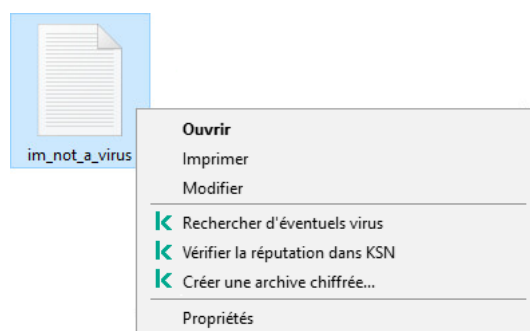 im_not_a_virus
Ouvrir
Imprimer
Modifier
Rechercher d'éventuels virus
Vérifier la réputation dans KSN
Créer une archive chiffrée...
Propriétés